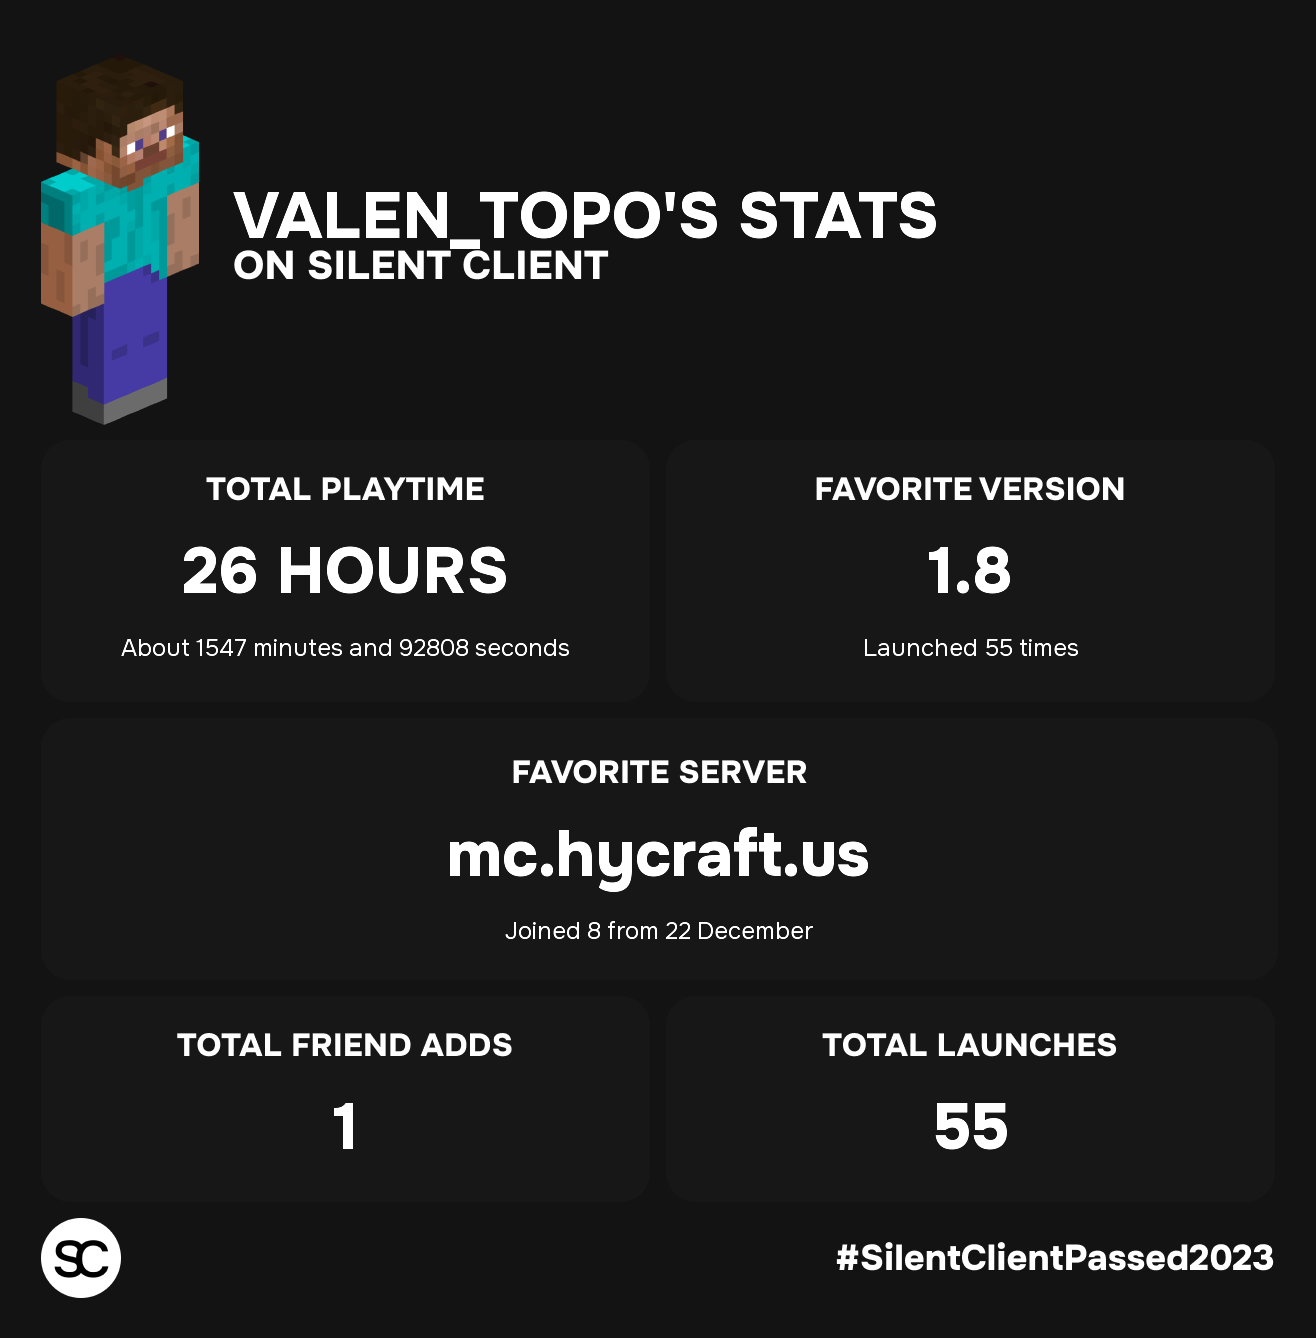 VALEN_TOPO'S STATS
ON SILENT CLIENT
TOTAL PLAYTIME
26 HOURS
About 1547 minutes and 92808 seconds
FAVORITE VERSION
1.8
Launched 55 times
FAVORITE SERVER
mc.hycraft.us
Joined 8 from 22 December
TOTAL FRIEND ADDS
1
TOTAL LAUNCHES
55
SC
#SilentClientPassed2023